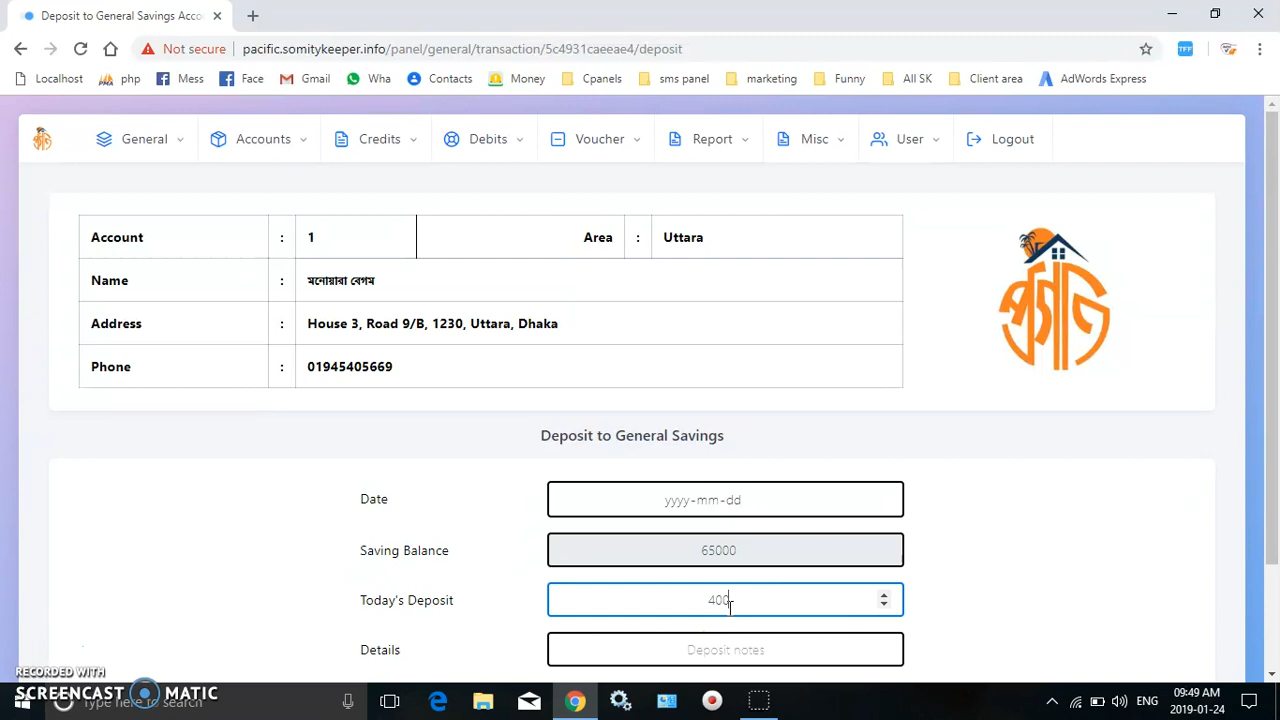 Deposit to General Savings Acco
Not secure pacific.somitykeeper.info/panel/general/transaction/5c4931caeeae4/deposit
Localhost php Mess Face Gmail Wha Contacts Money Cpanels sms panel marketing Funny All SK Client area AdWords Express
General Accounts Credits Debits Voucher Report Misc User Logout
Account : 1 Area : Uttara
Name : মনোয়ারা বেগম
Address : House 3, Road 9/B, 1230, Uttara, Dhaka
Phone : 01945405669
Deposit to General Savings
Date yyyy-mm-dd
Saving Balance 65000
Today's Deposit 400
Details Deposit notes
RECORDED WITH
SCREENCAST MATIC
Type here to search
ENG
09:49 AM
2019-01-24